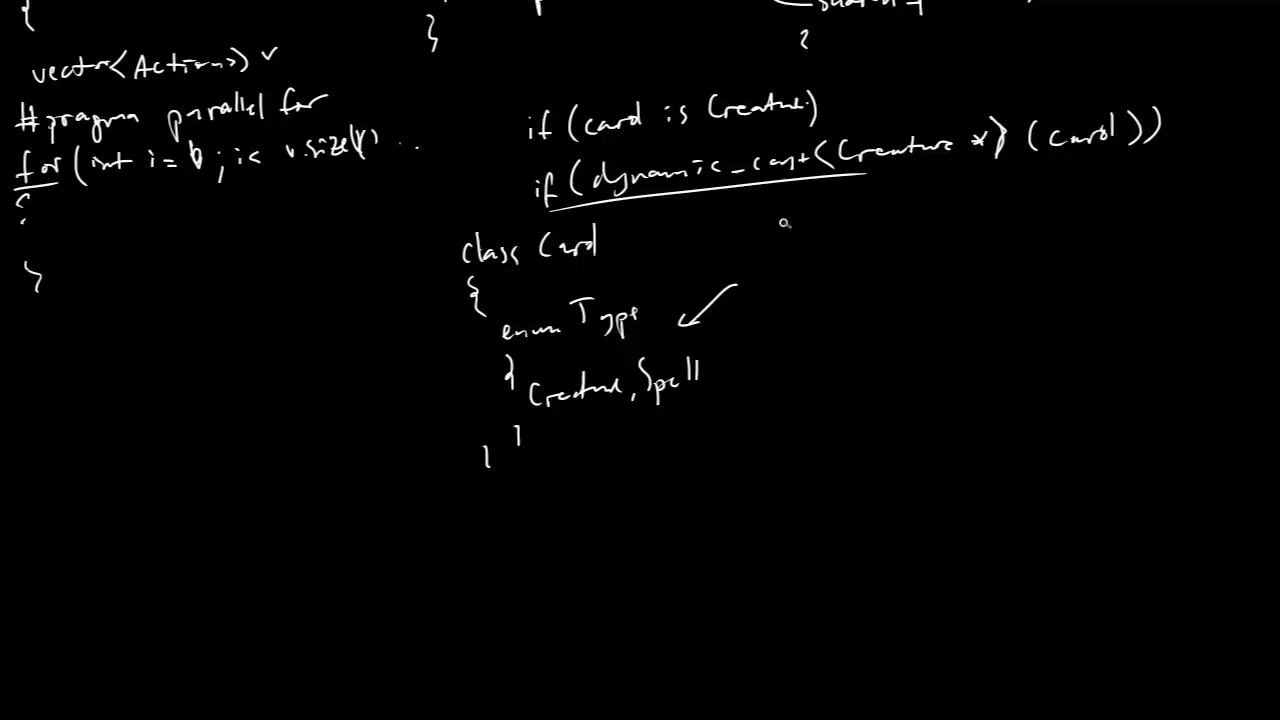 {
}
vector<Action> v
#pragma parallel for
for (int i = 0 ; i < v.size() ...
{
}
if (card is Creature)
if (dynamic_cast<Creature *> (card))
class Card
{
enum Type
{
Creature, Spell
}
}